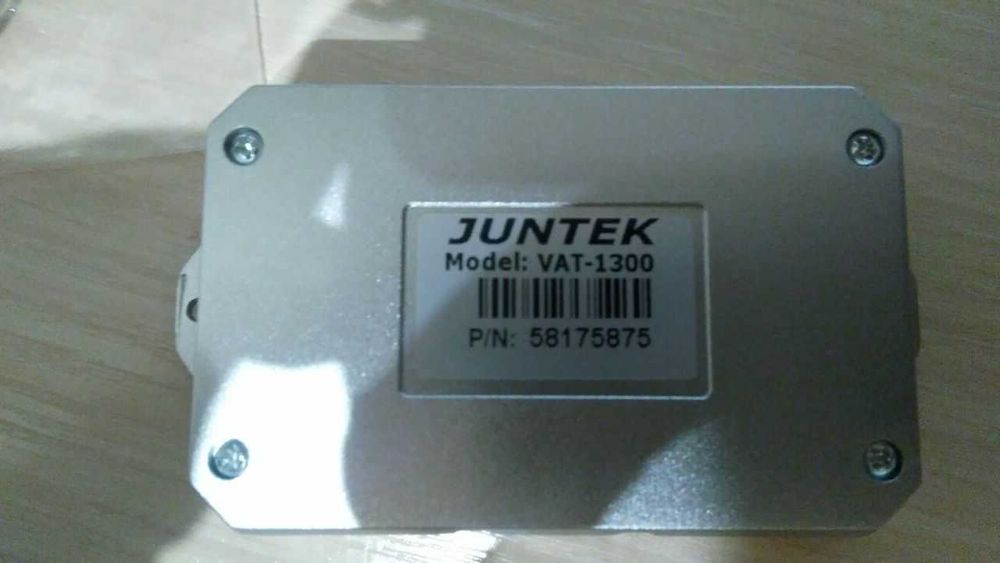 JUNTEK
Model: VAT-1300
P/N: 58175875